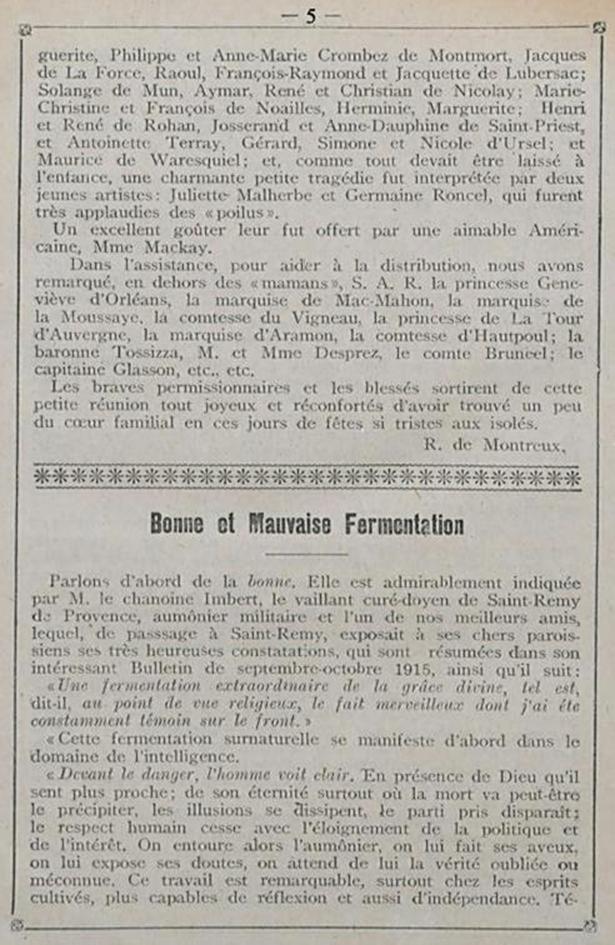 — 5 —
guerite, Philippe et Anne-Marie Crombez de Montmort, Jacques
de La Force, Raoul, François-Raymond et Jacquette de Lubersac;
Solange de Mun, Aymar, René et Christian de Nicolay; Marie-
Christine et François de Noailles, Herminie, Marguerite; Henri
et René de Rohan, Josserand et Anne-Dauphine de Saint-Priest,
et Antoinette Terray, Gérard, Simone et Nicole d'Ursel; et
Maurice de Waresquiel; et, comme tout devait être laissé à
l'enfance, une charmante petite tragédie fut interprétée par deux
jeunes artistes: Juliette Malherbe et Germaine Roncel, qui furent
très applaudies des «poilus».
Un excellent goûter leur fut offert par une aimable Améri-
caine, Mme Mackay.
Dans l'assistance, pour aider à la distribution, nous avons
remarqué, en dehors des «mamans», S. A. R. la princesse Gene-
viève d'Orléans, la marquise de Mac-Mahon, la marquise de
la Moussaye, la comtesse du Vigneau, la princesse de La Tour
d'Auvergne, la marquise d'Aramon, la comtesse d'Hautpoul; la
baronne Tossizza, M. et Mme Desprez, le comte Bruneel; le
capitaine Glasson, etc., etc.
Les braves permissionnaires et les blessés sortirent de cette
petite réunion tout joyeux et réconfortés d'avoir trouvé un peu
du cœur familial en ces jours de fêtes si tristes aux isolés.
R. de Montreux.
Bonne et Mauvaise Fermentation
Parlons d'abord de la bonne. Elle est admirablement indiquée
par M. le chanoine Imbert, le vaillant curé-doyen de Saint-Remy
de Provence, aumônier militaire et l'un de nos meilleurs amis,
lequel, de passsage à Saint-Remy, exposait à ses chers parois-
siens ses très heureuses constatations, qui sont résumées dans son
intéressant Bulletin de septembre-octobre 1915, ainsi qu'il suit:
«Une fermentation extraordinaire de la grâce divine, tel est,
dit-il, au point de vue religieux, le fait merveilleux dont j'ai été
constamment témoin sur le front.»
«Cette fermentation surnaturelle se manifeste d'abord dans le
domaine de l'intelligence.
«Devant le danger, l'homme voit clair. En présence de Dieu qu'il
sent plus proche; de son éternité surtout où la mort va peut-être
le précipiter, les illusions se dissipent, le parti pris disparaît;
le respect humain cesse avec l'éloignement de la politique et
de l'intérêt. On entoure alors l'aumônier, on lui fait ses aveux,
on lui expose ses doutes, on attend de lui la vérité oubliée ou
méconnue. Ce travail est remarquable, surtout chez les esprits
cultivés, plus capables de réflexion et aussi d'indépendance. Té-